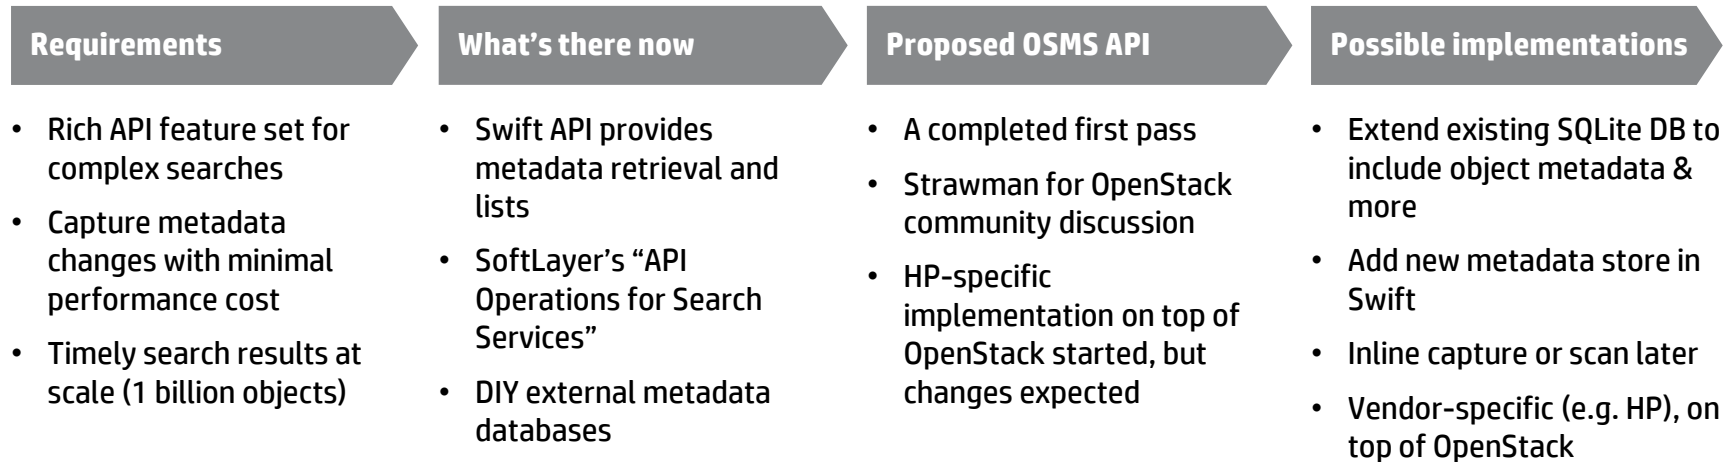 Requirements
• Rich API feature set for
complex searches
• Capture metadata
changes with minimal
performance cost
• Timely search results at
scale (1 billion objects)
What's there now
• Swift API provides
metadata retrieval and
lists
• SoftLayer's “API
Operations for Search
Services”
• DIY external metadata
databases
Proposed OSMS API
• A completed first pass
• Strawman for OpenStack
community discussion
• HP-specific
implementation on top of
OpenStack started, but
changes expected
Possible implementations
• Extend existing SQLite DB to
include object metadata &
more
• Add new metadata store in
Swift
• Inline capture or scan later
• Vendor-specific (e.g. HP), on
top of OpenStack